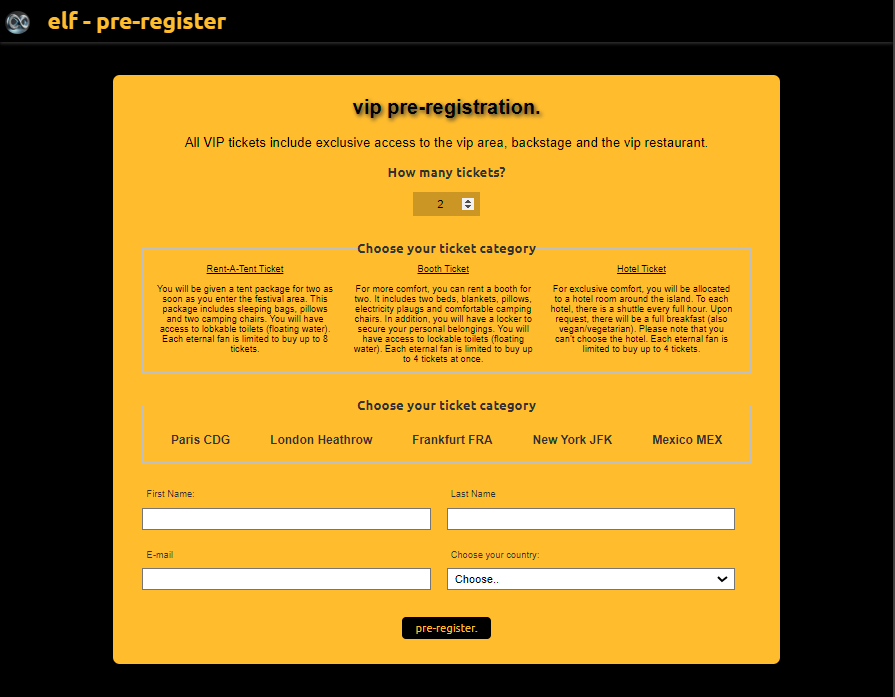 elf - pre-register
vip pre-registration.
All VIP tickets include exclusive access to the vip area, backstage and the vip restaurant.
How many tickets?
2
Choose your ticket category
Rent-A-Tent Ticket
You will be given a tent package for two as
soon as you enter the festival area. This
package includes sleeping bags, pillows
and two camping chairs. You will have
access to lobkable toilets (floating water).
Each eternal fan is limited to buy up to 8
tickets.
Booth Ticket
For more comfort, you can rent a booth for
two. It includes two beds, blankets, pillows,
electricity plaugs and comfortable camping
chairs. In addition, you will have a locker to
secure your personal belongings. You will
have access to lockable toilets (floating
water). Each eternal fan is limited to buy up
to 4 tickets at once.
Hotel Ticket
For exclusive comfort, you will be allocated
to a hotel room around the island. To each
hotel, there is a shuttle every full hour. Upon
request, there will be a full breakfast (also
vegan/vegetarian). Please note that you
can't choose the hotel. Each eternal fan is
limited to buy up to 4 tickets.
Choose your ticket category
Paris CDG London Heathrow Frankfurt FRA New York JFK Mexico MEX
First Name: Last Name
E-mail Choose your country:
Choose..
pre-register.